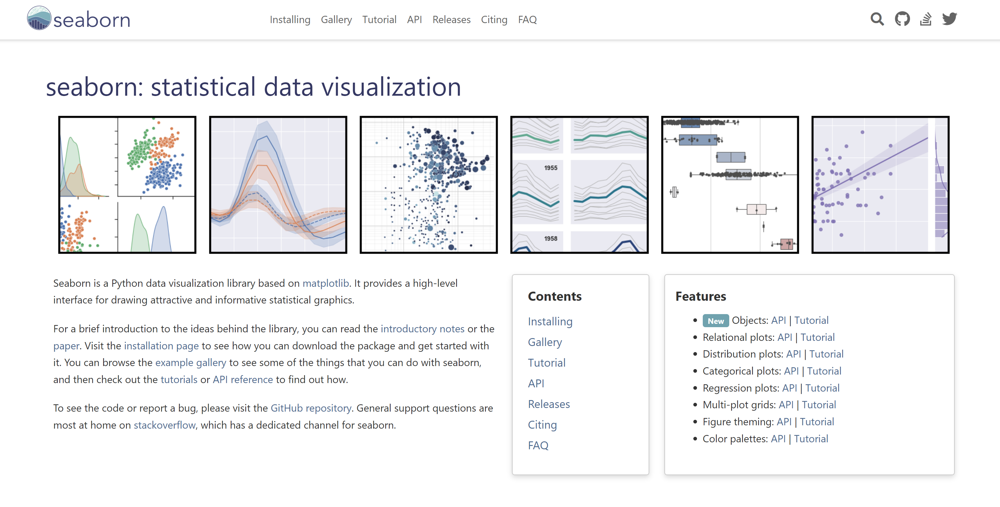 seaborn
Installing Gallery Tutorial API Releases Citing FAQ
seaborn: statistical data visualization
1955
1958
Seaborn is a Python data visualization library based on matplotlib. It provides a high-level
interface for drawing attractive and informative statistical graphics.
For a brief introduction to the ideas behind the library, you can read the introductory notes or the
paper. Visit the installation page to see how you can download the package and get started with
it. You can browse the example gallery to see some of the things that you can do with seaborn,
and then check out the tutorials or API reference to find out how.
To see the code or report a bug, please visit the GitHub repository. General support questions are
most at home on stackoverflow, which has a dedicated channel for seaborn.
Contents
Installing
Gallery
Tutorial
API
Releases
Citing
FAQ
Features
New Objects: API | Tutorial
Relational plots: API | Tutorial
Distribution plots: API | Tutorial
Categorical plots: API | Tutorial
Regression plots: API | Tutorial
Multi-plot grids: API | Tutorial
Figure theming: API | Tutorial
Color palettes: API | Tutorial